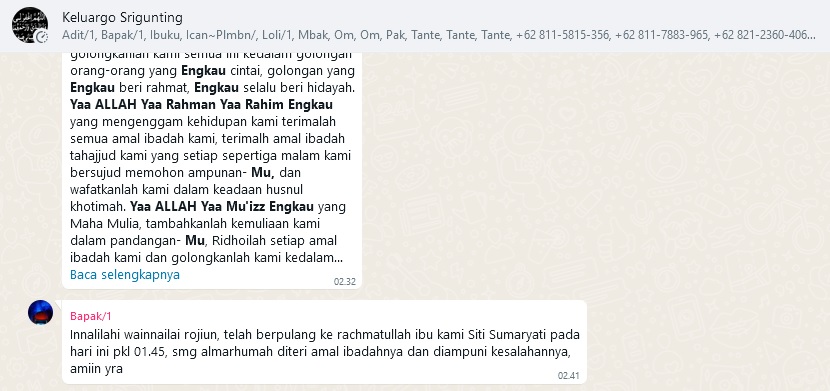 Keluargo Srigunting
Adit/1, Bapak/1, Ibuku, Ican~Plmbn/, Loli/1, Mbak, Om, Om, Pak, Tante, Tante, Tante, +62 811-5815-356, +62 811-7883-965, +62 821-2360-406...
golongkanlah kami semua ini kedalam golongan
orang-orang yang Engkau cintai, golongan yang
Engkau beri rahmat, Engkau selalu beri hidayah.
Yaa ALLAH Yaa Rahman Yaa Rahim Engkau
yang mengenggam kehidupan kami terimalah
semua amal ibadah kami, terimalh amal ibadah
tahajjud kami yang setiap sepertiga malam kami
bersujud memohon ampunan- Mu, dan
wafatkanlah kami dalam keadaan husnul
khotimah. Yaa ALLAH Yaa Mu'izz Engkau yang
Maha Mulia, tambahkanlah kemuliaan kami
dalam pandangan- Mu, Ridhoilah setiap amal
ibadah kami dan golongkanlah kami kedalam...
Baca selengkapnya
02.32
Bapak/1
Innalilahi wainnailai rojiun, telah berpulang ke rachmatullah ibu kami Siti Sumaryati pada
hari ini pkl 01.45, smg almarhumah diteri amal ibadahnya dan diampuni kesalahannya,
amiin yra
02.41